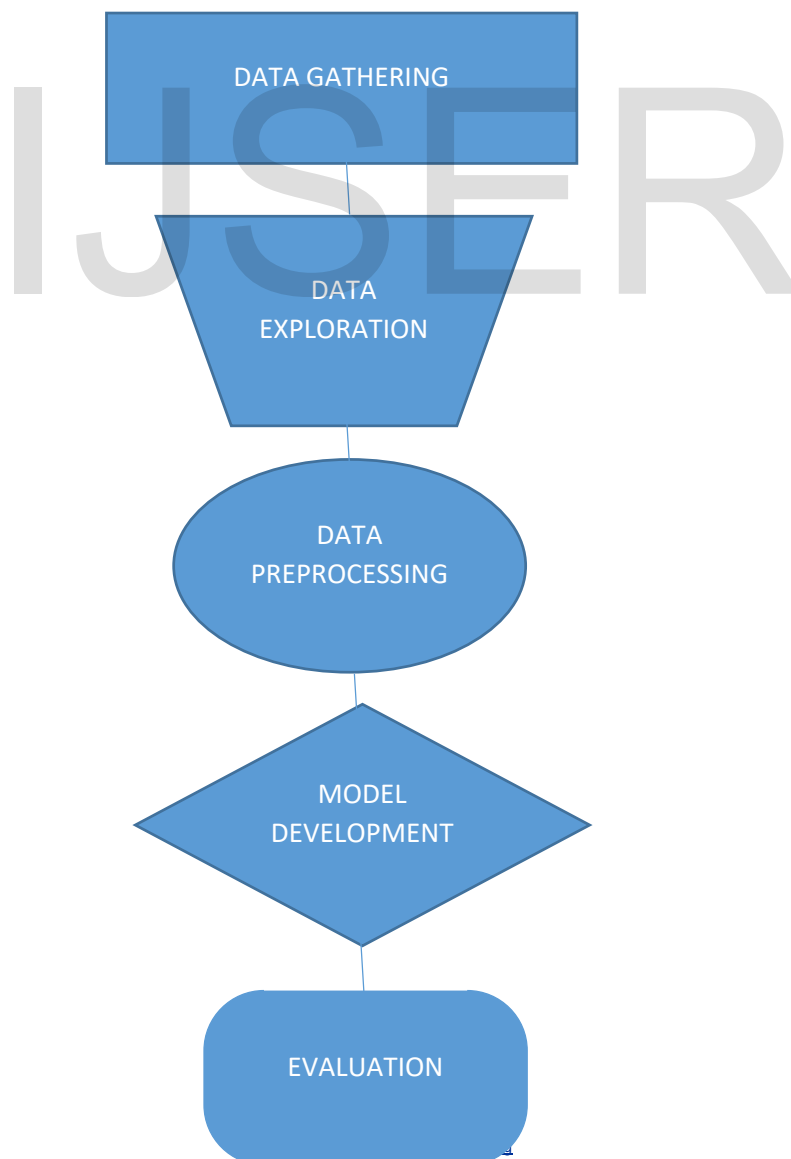 DATA GATHERING
IJSER
DATA
EXPLORATION
DATA
PREPROCESSING
MODEL
DEVELOPMENT
EVALUATION